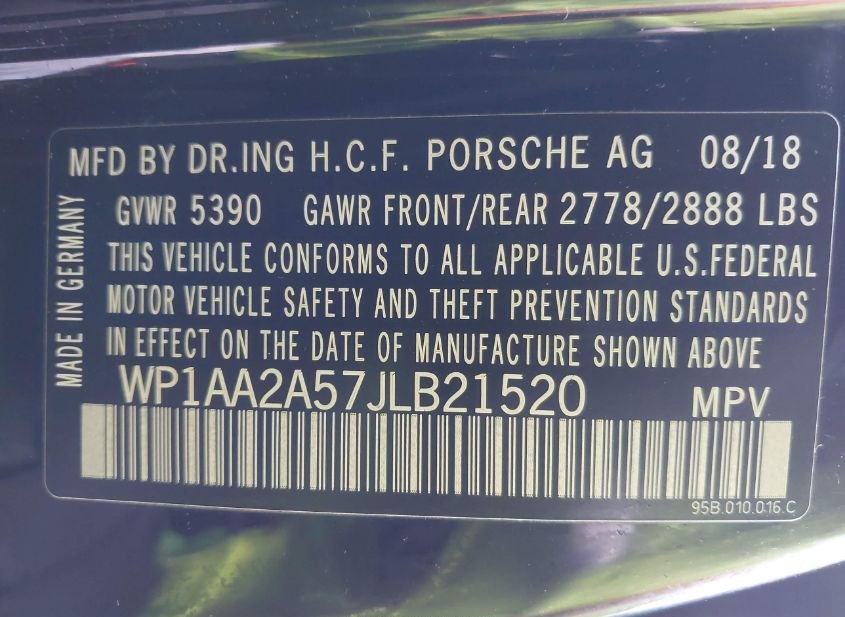 MFD BY DR.ING H.C.F. PORSCHE AG 08/18
GVWR 5390 GAWR FRONT/REAR 2778/2888 LBS
THIS VEHICLE CONFORMS TO ALL APPLICABLE U.S.FEDERAL
MOTOR VEHICLE SAFETY AND THEFT PREVENTION STANDARDS
IN EFFECT ON THE DATE OF MANUFACTURE SHOWN ABOVE
MADE IN GERMANY
WP1AA2A57JLB21520 MPV
95B.010.016.C